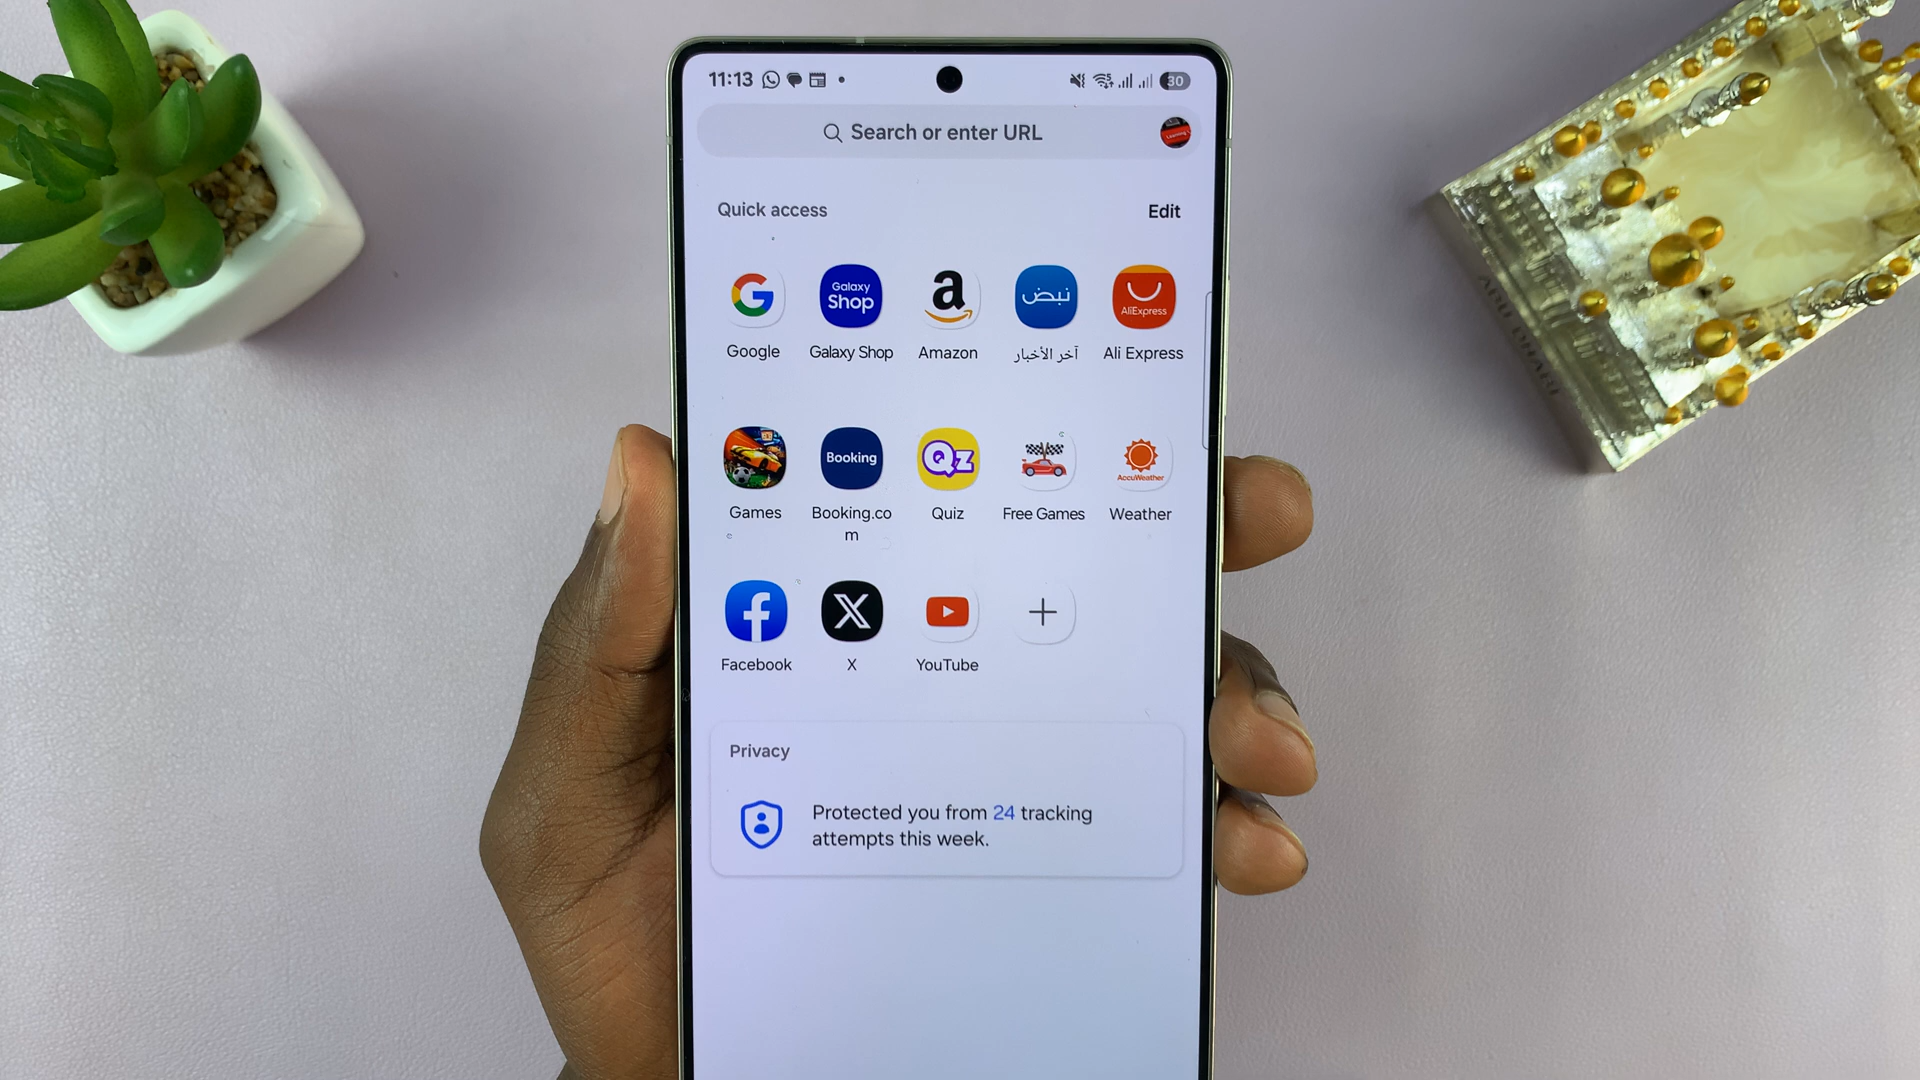 11:13
30
Search or enter URL
Quick access
Edit
Galaxy
Shop
a
نبض
AliExpress
Google
Galaxy Shop
Amazon
آخر الأخبار
Ali Express
Booking
Qz
AccuWeather
Games
Booking.co
m
Quiz
Free Games
Weather
Facebook
X
YouTube
Privacy
Protected you from 24 tracking
attempts this week.